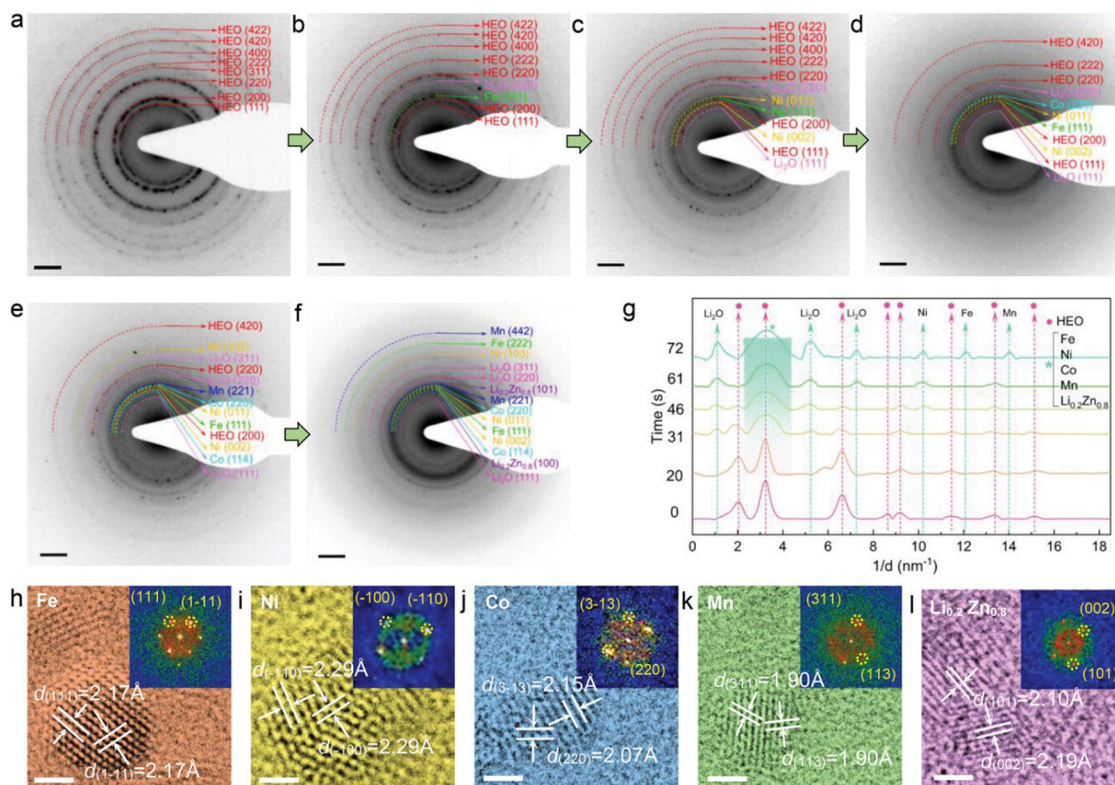 a
HEO (422)
HEO (420)
HEO (400)
HEO (222)
HEO (311)
HEO (220)
HEO (200)
HEO (111)
b
HEO (422)
HEO (420)
HEO (400)
HEO (222)
HEO (220)
HEO (200)
HEO (111)
c
HEO (422)
HEO (420)
HEO (400)
HEO (222)
HEO (220)
Ni (011)
HEO (200)
Ni (002)
HEO (111)
Li₂O (111)
d
HEO (420)
HEO (222)
HEO (220)
Ni (011)
Fe (111)
HEO (200)
Ni (002)
HEO (111)
Li₂O (111)
e
HEO (420)
Li₂O (311)
HEO (220)
Mn (221)
Co (220)
Ni (011)
Fe (111)
HEO (200)
Ni (002)
Co (114)
Li₂O (111)
f
Mn (442)
Fe (222)
Ni (103)
Li₂O (311)
Li₂O (220)
Li₀.₂Zn₀.₈ (101)
Mn (221)
Co (220)
Ni (011)
Fe (111)
Ni (002)
Co (114)
Li₀.₂Zn₀.₈ (100)
Li₂O (111)
g
Li₂O
Li₂O
Li₂O
Ni
Fe
Mn
HEO
Fe
Ni
* Co
Mn
Li₀.₂Zn₀.₈
*
Time (s)
72
61
46
31
20
0
0 2 4 6 8 10 12 14 16 18
1/d (nm⁻¹)
h Fe
(111)
(1-11)
d(111)=2.17Å
d(1-11)=2.17Å
i Ni
(-100)
(-110)
d(-110)=2.29Å
d(-100)=2.29Å
j Co
(3-13)
(220)
d(3-13)=2.15Å
d(220)=2.07Å
k Mn
(311)
(113)
d(311)=1.90Å
d(113)=1.90Å
l Li₀.₂ Zn₀.₈
(002)
(101)
d(101)=2.10Å
d(002)=2.19Å